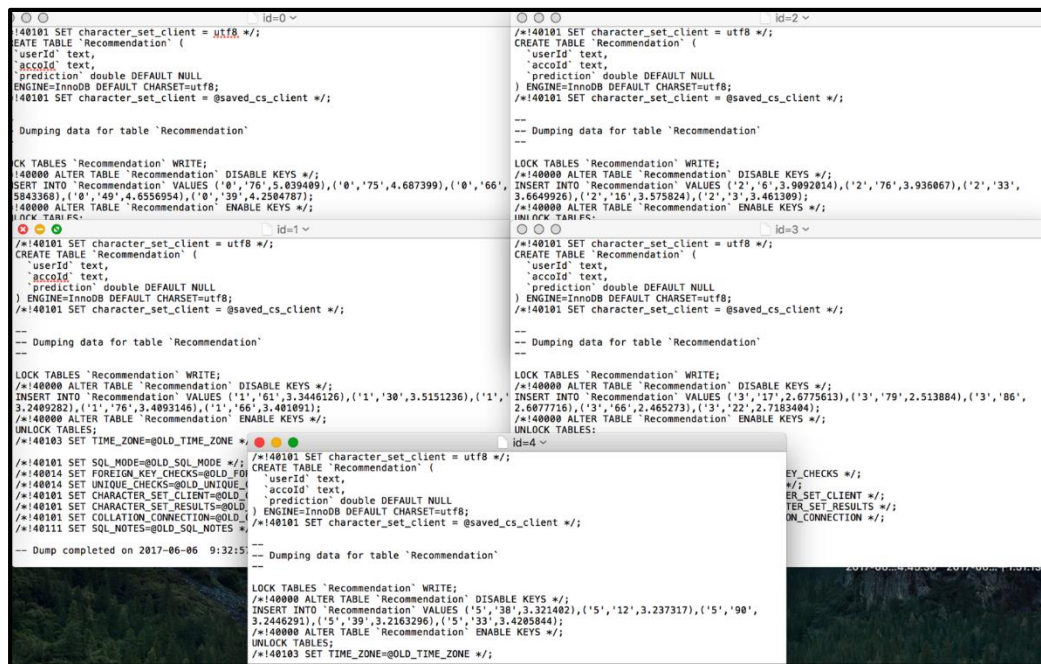 id=0
!40101 SET character_set_client = utf8 */;
EATE TABLE `Recommendation` (
`userId` text,
`accoId` text,
`prediction` double DEFAULT NULL
ENGINE=InnoDB DEFAULT CHARSET=utf8;
!40101 SET character_set_client = @saved_cs_client */;
Dumping data for table `Recommendation`
CK TABLES `Recommendation` WRITE;
!40000 ALTER TABLE `Recommendation` DISABLE KEYS */;
SERT INTO `Recommendation` VALUES ('0','76',5.039409),('0','75',4.687399),('0','66',
5843368),('0','49',4.6556954),('0','39',4.2504787);
!40000 ALTER TABLE `Recommendation` ENABLE KEYS */;
LOCK TABLES;
id=2
/*!40101 SET character_set_client = utf8 */;
CREATE TABLE `Recommendation` (
`userId` text,
`accoId` text,
`prediction` double DEFAULT NULL
) ENGINE=InnoDB DEFAULT CHARSET=utf8;
/*!40101 SET character_set_client = @saved_cs_client */;
--
-- Dumping data for table `Recommendation`
--
LOCK TABLES `Recommendation` WRITE;
/*!40000 ALTER TABLE `Recommendation` DISABLE KEYS */;
INSERT INTO `Recommendation` VALUES ('2','6',3.9092014),('2','76',3.936067),('2','33',
3.6649926),('2','16',3.575824),('2','3',3.461309);
/*!40000 ALTER TABLE `Recommendation` ENABLE KEYS */;
UNLOCK TABLES;
id=1
/*!40101 SET character_set_client = utf8 */;
CREATE TABLE `Recommendation` (
`userId` text,
`accoId` text,
`prediction` double DEFAULT NULL
) ENGINE=InnoDB DEFAULT CHARSET=utf8;
/*!40101 SET character_set_client = @saved_cs_client */;
--
-- Dumping data for table `Recommendation`
--
LOCK TABLES `Recommendation` WRITE;
/*!40000 ALTER TABLE `Recommendation` DISABLE KEYS */;
INSERT INTO `Recommendation` VALUES ('1','61',3.3446126),('1','30',3.5151236),('1','
3.2409282),('1','76',3.4093146),('1','66',3.401091);
/*!40000 ALTER TABLE `Recommendation` ENABLE KEYS */;
UNLOCK TABLES;
/*!40103 SET TIME_ZONE=@OLD_TIME_ZONE */
/*!40101 SET SQL_MODE=@OLD_SQL_MODE */;
/*!40014 SET FOREIGN_KEY_CHECKS=@OLD_FOR
/*!40014 SET UNIQUE_CHECKS=@OLD_UNIQUE_
/*!40101 SET CHARACTER_SET_CLIENT=@OLD_
/*!40101 SET CHARACTER_SET_RESULTS=@OLD_
/*!40101 SET COLLATION_CONNECTION=@OLD_
/*!40111 SET SQL_NOTES=@OLD_SQL_NOTES *
-- Dump completed on 2017-06-06 9:32:57
id=3
/*!40101 SET character_set_client = utf8 */;
CREATE TABLE `Recommendation` (
`userId` text,
`accoId` text,
`prediction` double DEFAULT NULL
) ENGINE=InnoDB DEFAULT CHARSET=utf8;
/*!40101 SET character_set_client = @saved_cs_client */;
--
-- Dumping data for table `Recommendation`
--
LOCK TABLES `Recommendation` WRITE;
/*!40000 ALTER TABLE `Recommendation` DISABLE KEYS */;
INSERT INTO `Recommendation` VALUES ('3','17',2.6775613),('3','79',2.513884),('3','86',
2.6077716),('3','66',2.465273),('3','22',2.7183404);
/*!40000 ALTER TABLE `Recommendation` ENABLE KEYS */;
UNLOCK TABLES;
EY_CHECKS */;
*/;
ER_SET_CLIENT */;
TER_SET_RESULTS */;
ON_CONNECTION */;
id=4
/*!40101 SET character_set_client = utf8 */;
CREATE TABLE `Recommendation` (
`userId` text,
`accoId` text,
`prediction` double DEFAULT NULL
) ENGINE=InnoDB DEFAULT CHARSET=utf8;
/*!40101 SET character_set_client = @saved_cs_client */;
--
-- Dumping data for table `Recommendation`
--
LOCK TABLES `Recommendation` WRITE;
/*!40000 ALTER TABLE `Recommendation` DISABLE KEYS */;
INSERT INTO `Recommendation` VALUES ('5','38',3.321402),('5','12',3.237317),('5','90',
3.2446291),('5','39',3.2163296),('5','33',3.4205844);
/*!40000 ALTER TABLE `Recommendation` ENABLE KEYS */;
UNLOCK TABLES;
/*!40103 SET TIME_ZONE=@OLD_TIME_ZONE */;